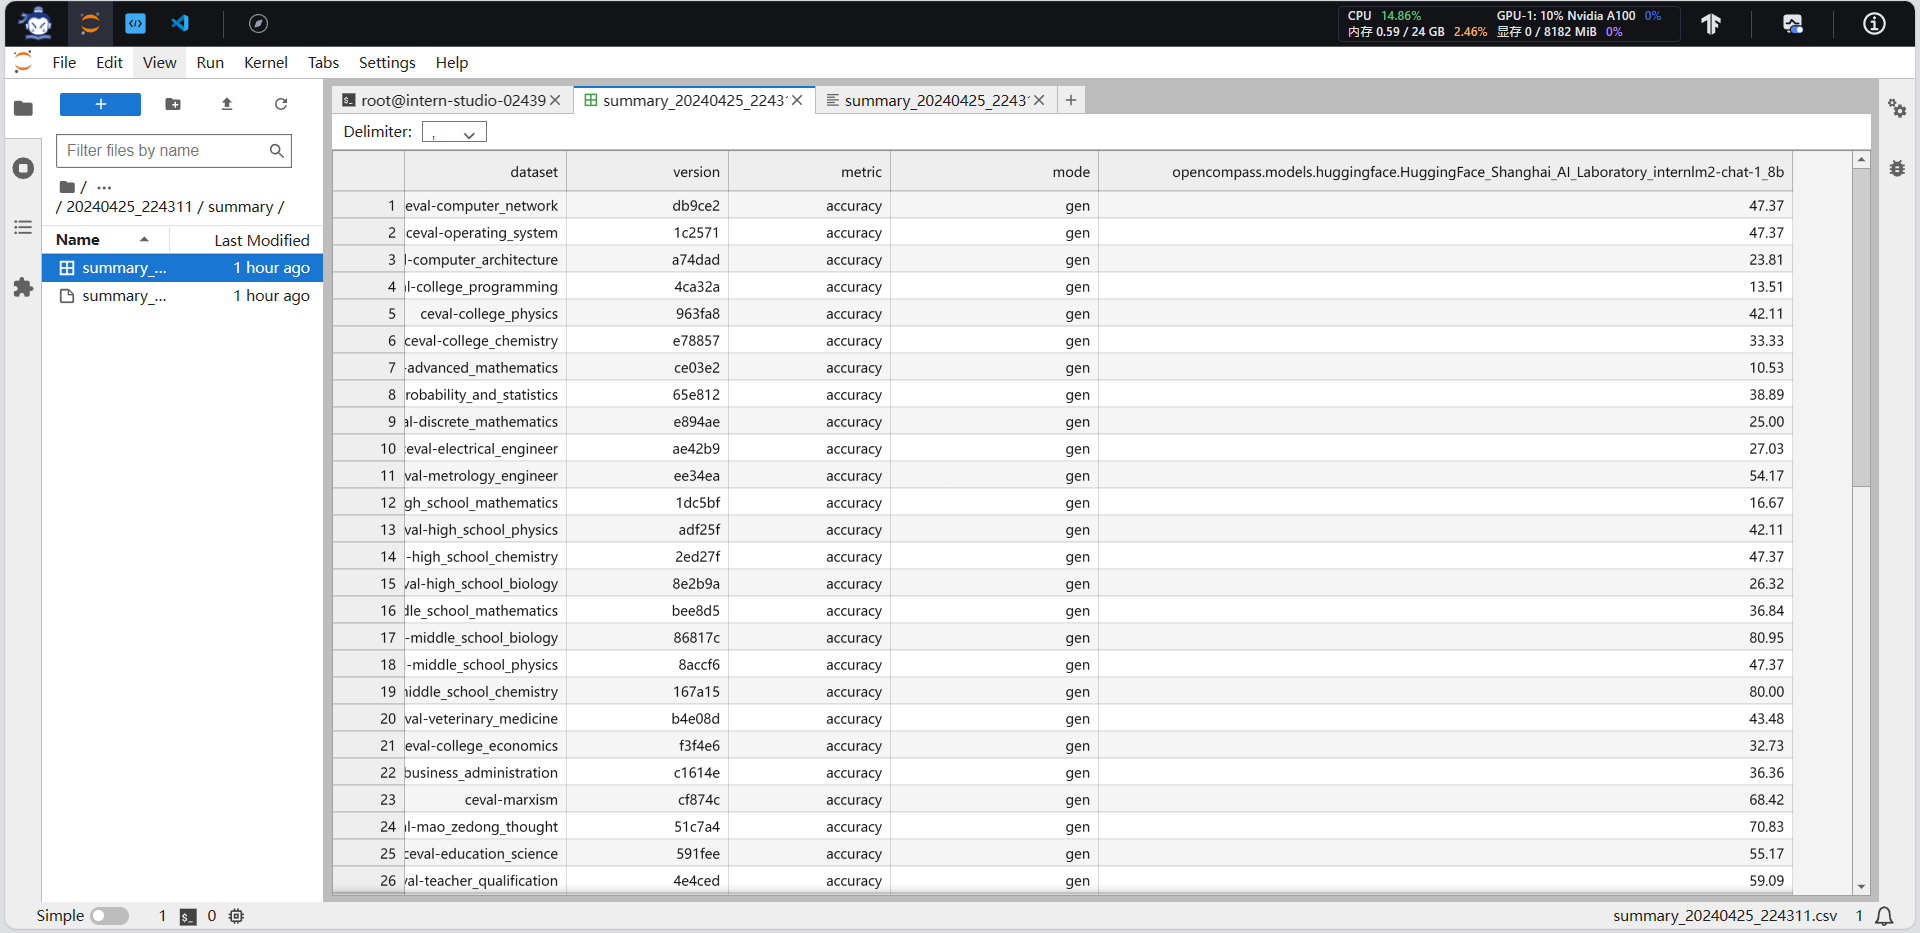 CPU 14.86% GPU-1: 10% Nvidia A100 0%
内存 0.59 / 24 GB 2.46% 显存 0 / 8182 MiB 0%
File Edit View Run Kernel Tabs Settings Help
root@intern-studio-02439 summary_20240425_2243 summary_20240425_2243
Delimiter: ,
Filter files by name
/ ...
/ 20240425_224311 / summary /
Name Last Modified
summary_... 1 hour ago
summary_... 1 hour ago
dataset version metric mode opencompass.models.huggingface.HuggingFace_Shanghai_AI_Laboratory_internlm2-chat-1_8b
1 ceval-computer_network db9ce2 accuracy gen 47.37
2 ceval-operating_system 1c2571 accuracy gen 47.37
3 l-computer_architecture a74dad accuracy gen 23.81
4 al-college_programming 4ca32a accuracy gen 13.51
5 ceval-college_physics 963fa8 accuracy gen 42.11
6 ceval-college_chemistry e78857 accuracy gen 33.33
7 -advanced_mathematics ce03e2 accuracy gen 10.53
8 robability_and_statistics 65e812 accuracy gen 38.89
9 al-discrete_mathematics e894ae accuracy gen 25.00
10 ceval-electrical_engineer ae42b9 accuracy gen 27.03
11 val-metrology_engineer ee34ea accuracy gen 54.17
12 gh_school_mathematics 1dc5bf accuracy gen 16.67
13 val-high_school_physics adf25f accuracy gen 42.11
14 -high_school_chemistry 2ed27f accuracy gen 47.37
15 val-high_school_biology 8e2b9a accuracy gen 26.32
16 dle_school_mathematics bee8d5 accuracy gen 36.84
17 -middle_school_biology 86817c accuracy gen 80.95
18 -middle_school_physics 8accf6 accuracy gen 47.37
19 niddle_school_chemistry 167a15 accuracy gen 80.00
20 val-veterinary_medicine b4e08d accuracy gen 43.48
21 eval-college_economics f3f4e6 accuracy gen 32.73
22 business_administration c1614e accuracy gen 36.36
23 ceval-marxism cf874c accuracy gen 68.42
24 al-mao_zedong_thought 51c7a4 accuracy gen 70.83
25 ceval-education_science 591fee accuracy gen 55.17
26 val-teacher_qualification 4e4ced accuracy gen 59.09
Simple 1 0 summary_20240425_224311.csv 1